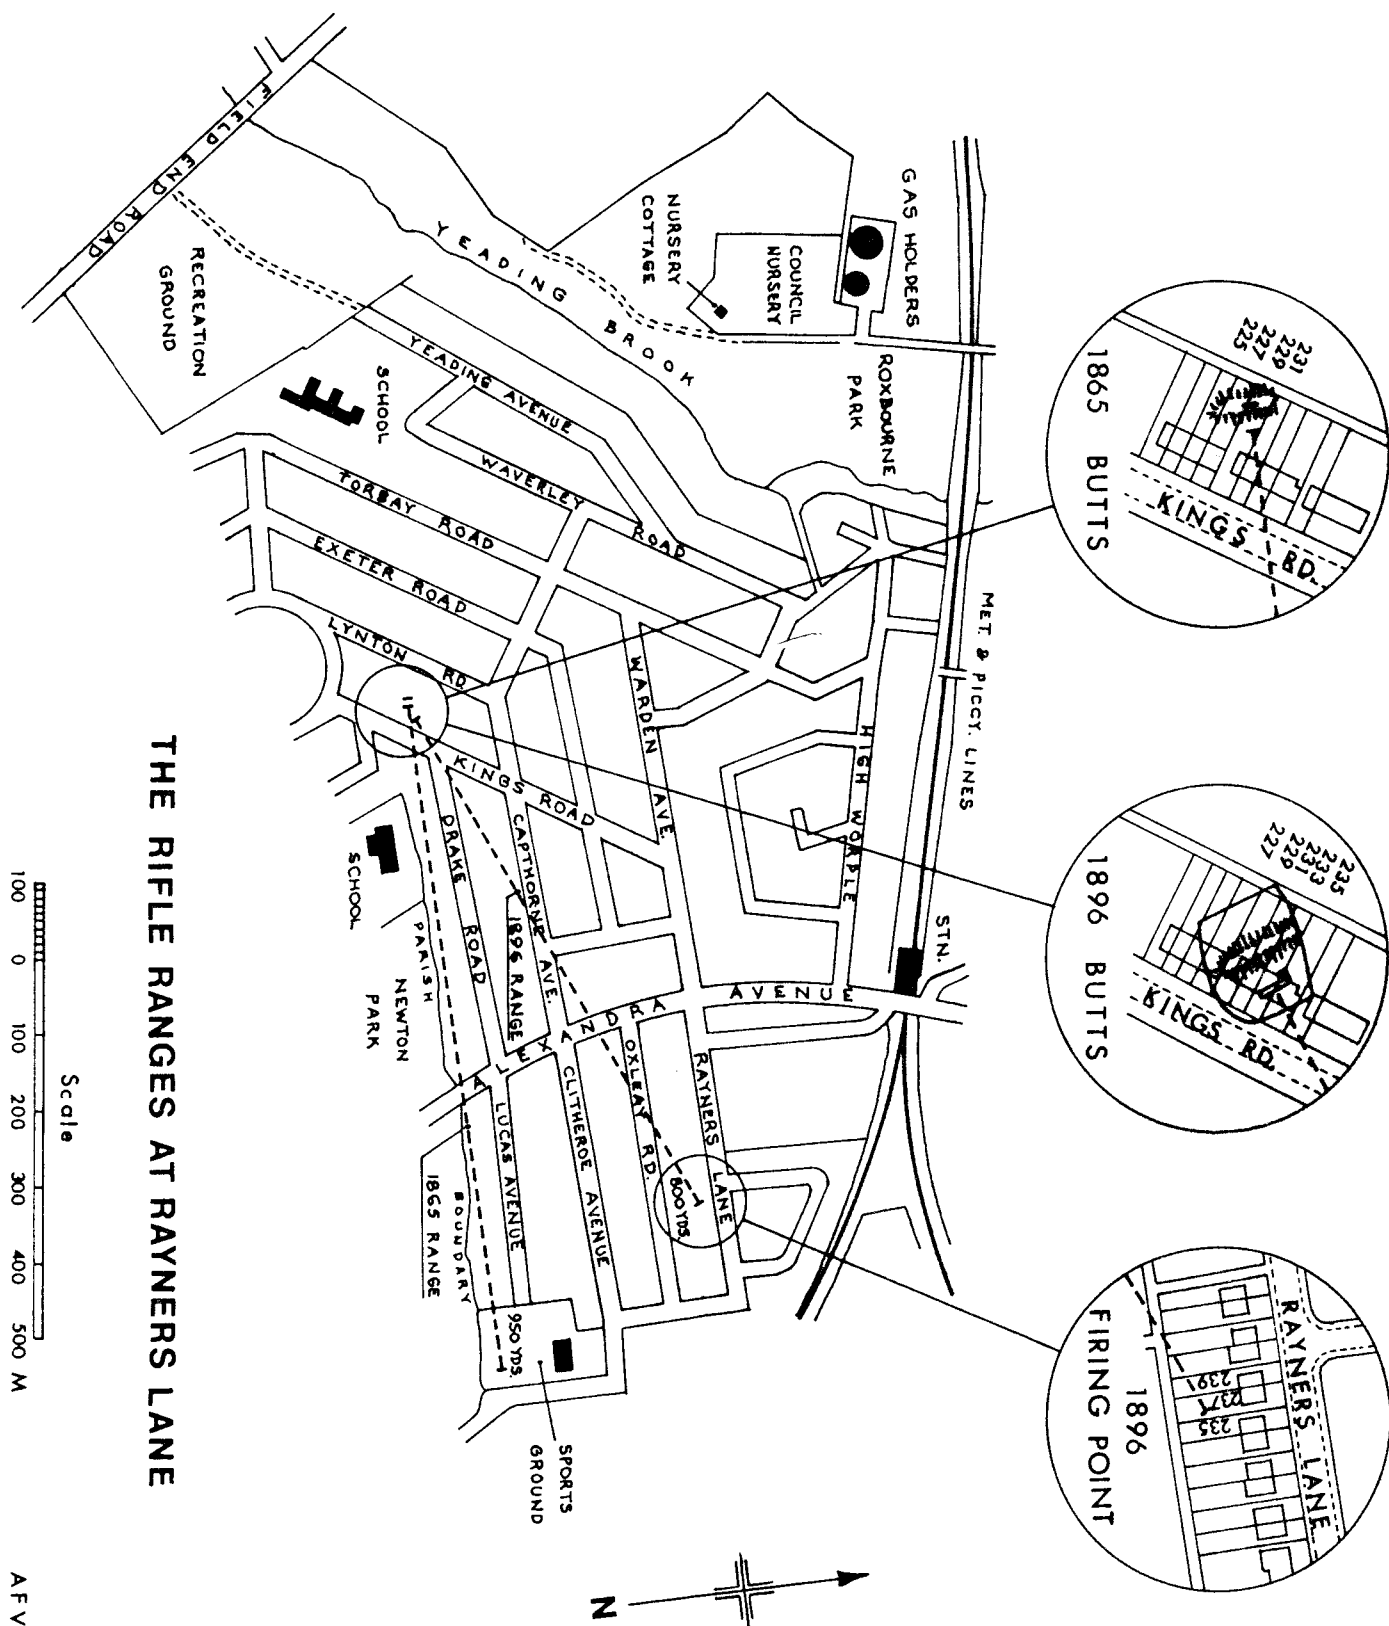 231
229
227
225
1865 BUTTS
KINGS RD.
235
233
231
229
227
1896 BUTTS
KINGS RD.
RAYNERS LANE
239
237
235
1896
FIRING POINT
GAS HOLDERS
COUNCIL
NURSERY
NURSERY
COTTAGE
ROXBOURNE
PARK
MET. & PICCY. LINES
STN.
FIELD END ROAD
YEADING BROOK
RECREATION
GROUND
YEADING AVENUE
SCHOOL
WAVERLEY ROAD
TORBAY ROAD
EXETER ROAD
LYNTON RD.
WARDEN AVE.
HIGH WORPLE
KINGS ROAD
CAPTHORNE AVE.
DRAKE ROAD
1896 RANGE
ALEXANDRA AVENUE
RAYNERS LANE
OXLEAY RD.
800 YDS.
CLITHEROE AVENUE
LUCAS AVENUE
SCHOOL
NEWTON
PARK
PARISH BOUNDARY
1865 RANGE
950 YDS.
SPORTS
GROUND
N
THE RIFLE RANGES AT RAYNERS LANE
Scale
100 0 100 200 300 400 500 M
AFV